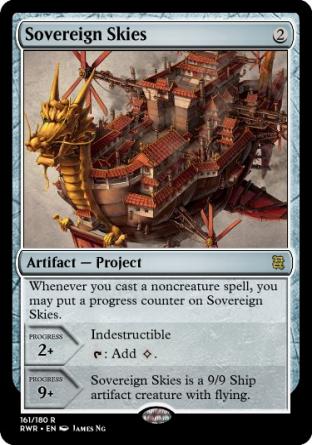 Sovereign Skies 2
Artifact — Project
Whenever you cast a noncreature spell, you
may put a progress counter on Sovereign
Skies.
PROGRESS
2+
Indestructible
: Add .
PROGRESS
9+
Sovereign Skies is a 9/9 Ship
artifact creature with flying.
161/180 R
RWR • EN James Ng